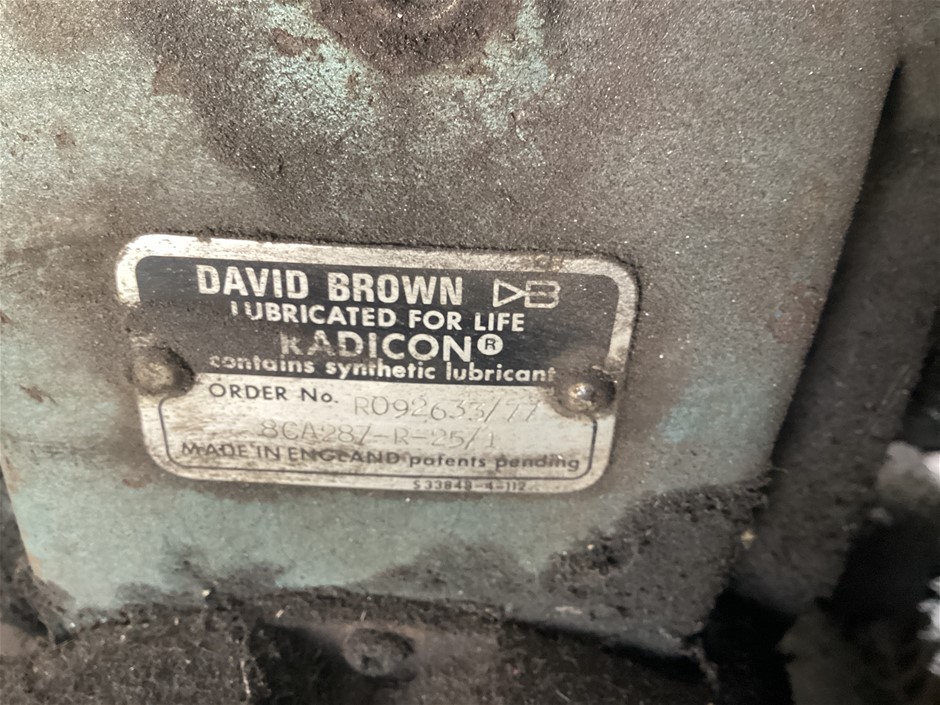 DAVID BROWN DB
LUBRICATED FOR LIFE
RADICON®
contains synthetic lubricant
ORDER No. R092633/77
8CA287-R-25/1
MADE IN ENGLAND patents pending
S33848-4-112